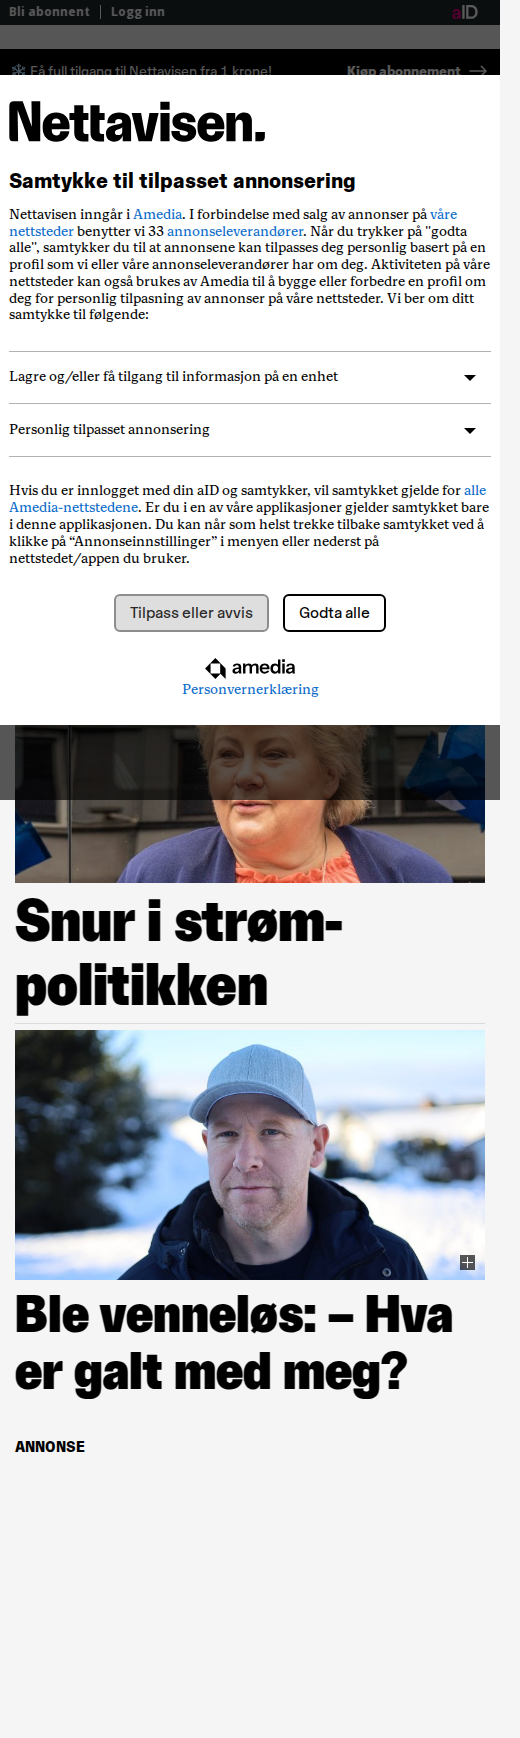 Bli abonnent | Logg inn aID
Få full tilgang til Nettavisen fra 1 krone! Kjøp abonnement →
Nettavisen.
Samtykke til tilpasset annonsering
Nettavisen inngår i Amedia. I forbindelse med salg av annonser på våre
nettsteder benytter vi 33 annonseleverandører. Når du trykker på "godta
alle", samtykker du til at annonsene kan tilpasses deg personlig basert på en
profil som vi eller våre annonseleverandører har om deg. Aktiviteten på våre
nettsteder kan også brukes av Amedia til å bygge eller forbedre en profil om
deg for personlig tilpasning av annonser på våre nettsteder. Vi ber om ditt
samtykke til følgende:
Lagre og/eller få tilgang til informasjon på en enhet
Personlig tilpasset annonsering
Hvis du er innlogget med din aID og samtykker, vil samtykket gjelde for alle
Amedia-nettstedene. Er du i en av våre applikasjoner gjelder samtykket bare
i denne applikasjonen. Du kan når som helst trekke tilbake samtykket ved å
klikke på “Annonseinnstillinger” i menyen eller nederst på
nettstedet/appen du bruker.
Tilpass eller avvis Godta alle
amedia
Personvernerklæring
Snur i strøm-
politikken
Ble venneløs: – Hva
er galt med meg?
ANNONSE